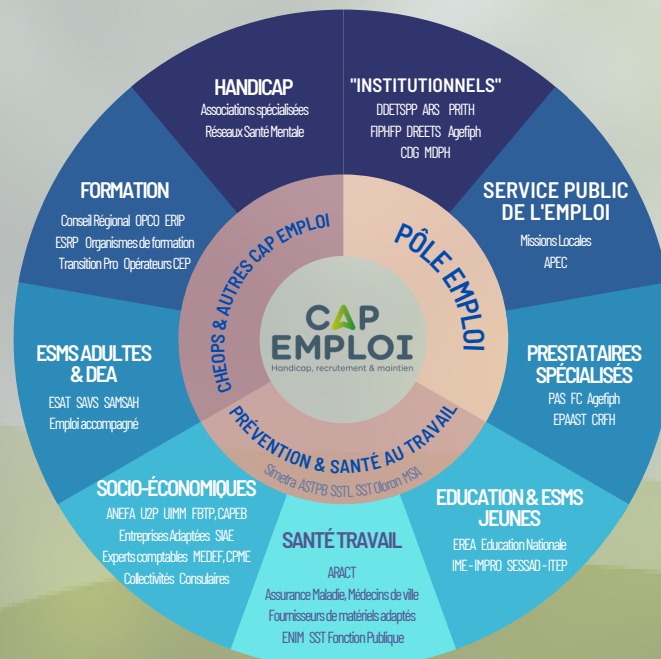 HANDICAP
Associations spécialisées
Réseaux Santé Mentale
"INSTITUTIONNELS"
DDETSPP ARS PRITH
FIPHFP DREETS Agefiph
CDG MDPH
FORMATION
Conseil Régional OPCO ERIP
ESRP Organismes de formation
Transition Pro Opérateurs CEP
SERVICE PUBLIC
DE L'EMPLOI
Missions Locales
APEC
CHEOPS & AUTRES CAP EMPLOI
PÔLE EMPLOI
CAP
EMPLOI
Handicap, recrutement & maintien
ESMS ADULTES
& DEA
ESAT SAVS SAMSAH
Emploi accompagné
PRESTATAIRES
SPÉCIALISÉS
PAS FC Agefiph
EPAAST CRFH
PRÉVENTION & SANTÉ AU TRAVAIL
Simetra ASTPB SSTL SST Oloron MSA
SOCIO-ÉCONOMIQUES
ANEFA U2P UIMM FBTP, CAPEB
Entreprises Adaptées SIAE
Experts comptables MEDEF, CPME
Collectivités Consulaires
EDUCATION & ESMS
JEUNES
EREA Education Nationale
IME - IMPRO SESSAD - ITEP
SANTÉ TRAVAIL
ARACT
Assurance Maladie, Médecins de ville
Fournisseurs de matériels adaptés
ENIM SST Fonction Publique